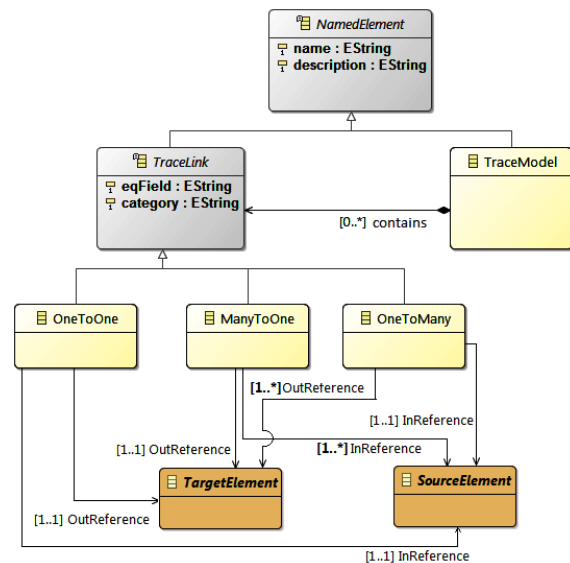 NamedElement
name : EString
description : EString
TraceLink
eqField : EString
category : EString
TraceModel
[0..*] contains
OneToOne
ManyToOne
OneToMany
[1..*] OutReference
[1..1] InReference
[1..1] OutReference
[1..*] InReference
TargetElement
SourceElement
[1..1] OutReference
[1..1] InReference